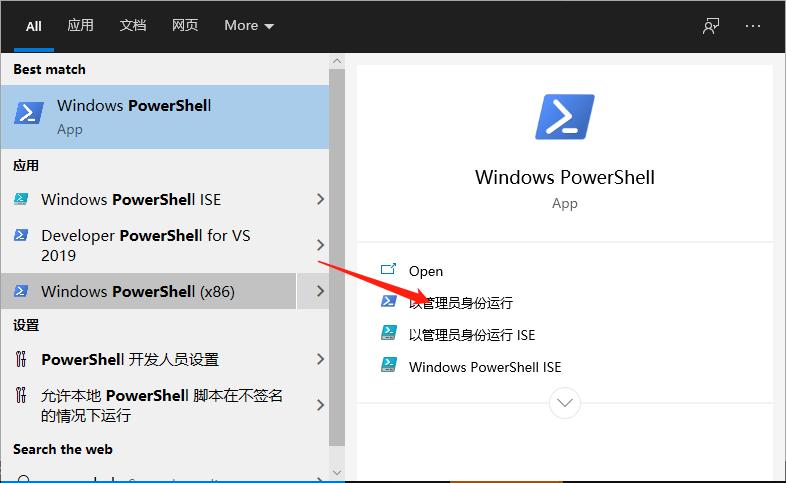 All 应用 文档 网页 More
Best match
Windows PowerShell
App
应用
Windows PowerShell ISE
Developer PowerShell for VS
2019
Windows PowerShell (x86)
设置
PowerShell 开发人员设置
允许本地 PowerShell 脚本在不签名
的情况下运行
Search the web
Windows PowerShell
App
Open
以管理员身份运行
以管理员身份运行 ISE
Windows PowerShell ISE